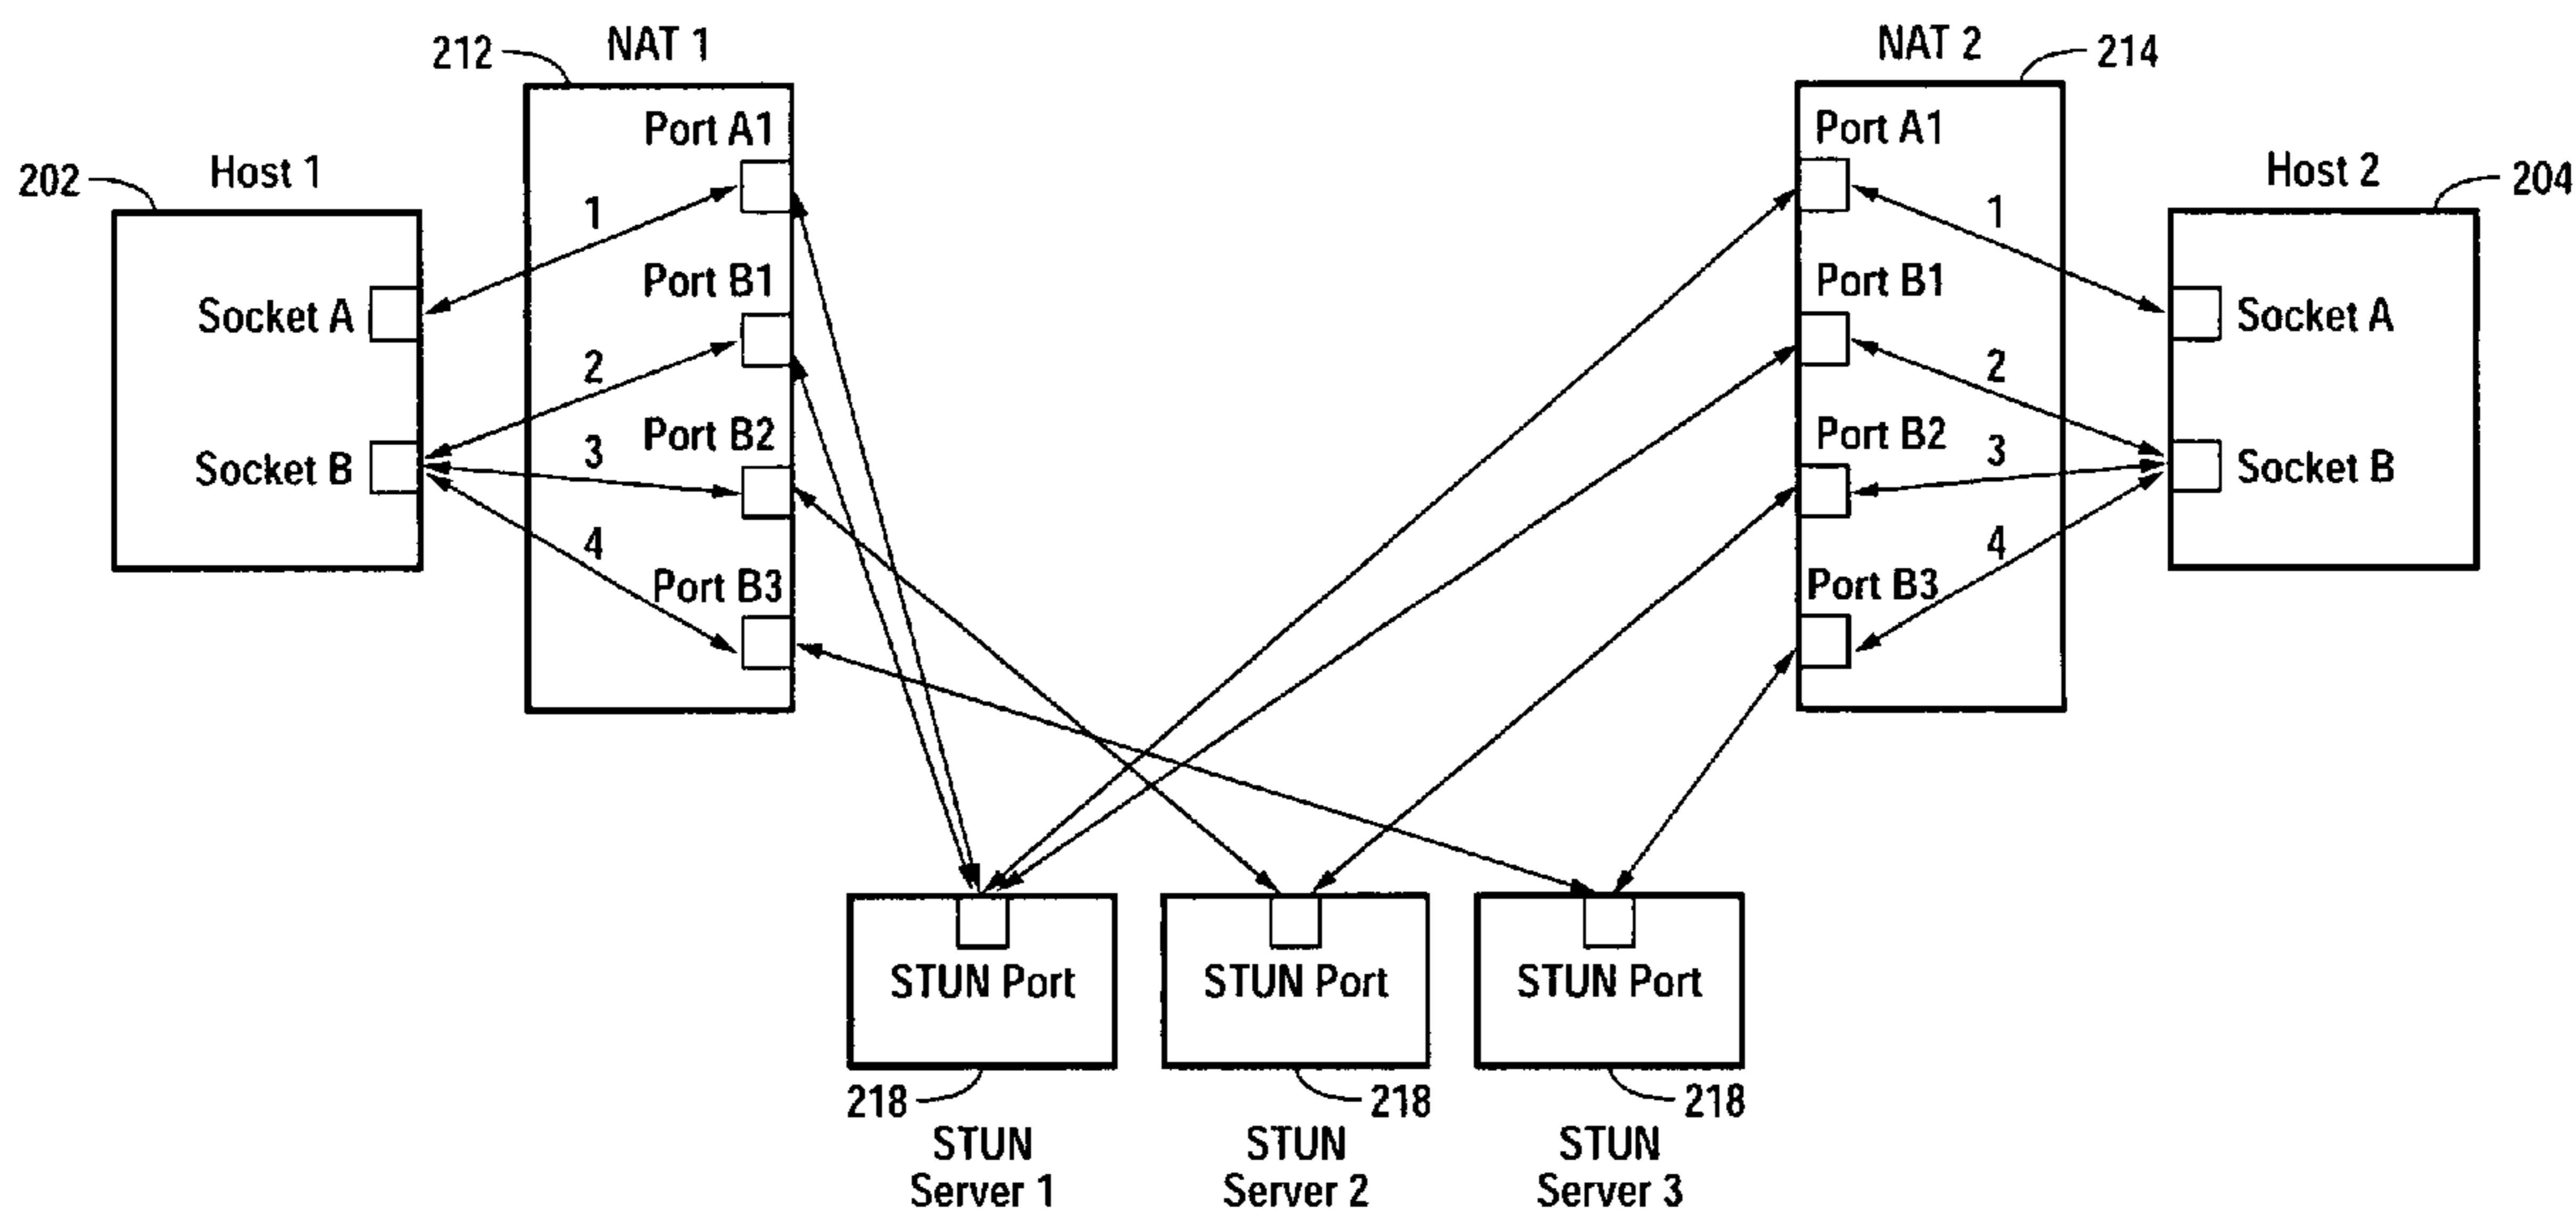 212
NAT 1
NAT 2
214
202
Host 1
Port A1
Port A1
Host 2
204
1
1
Port B1
Port B1
Socket A
Socket A
2
2
Port B2
Port B2
Socket B
3
3
Socket B
4
4
Port B3
Port B3
STUN Port
STUN Port
STUN Port
218
218
218
STUN
Server 1
STUN
Server 2
STUN
Server 3